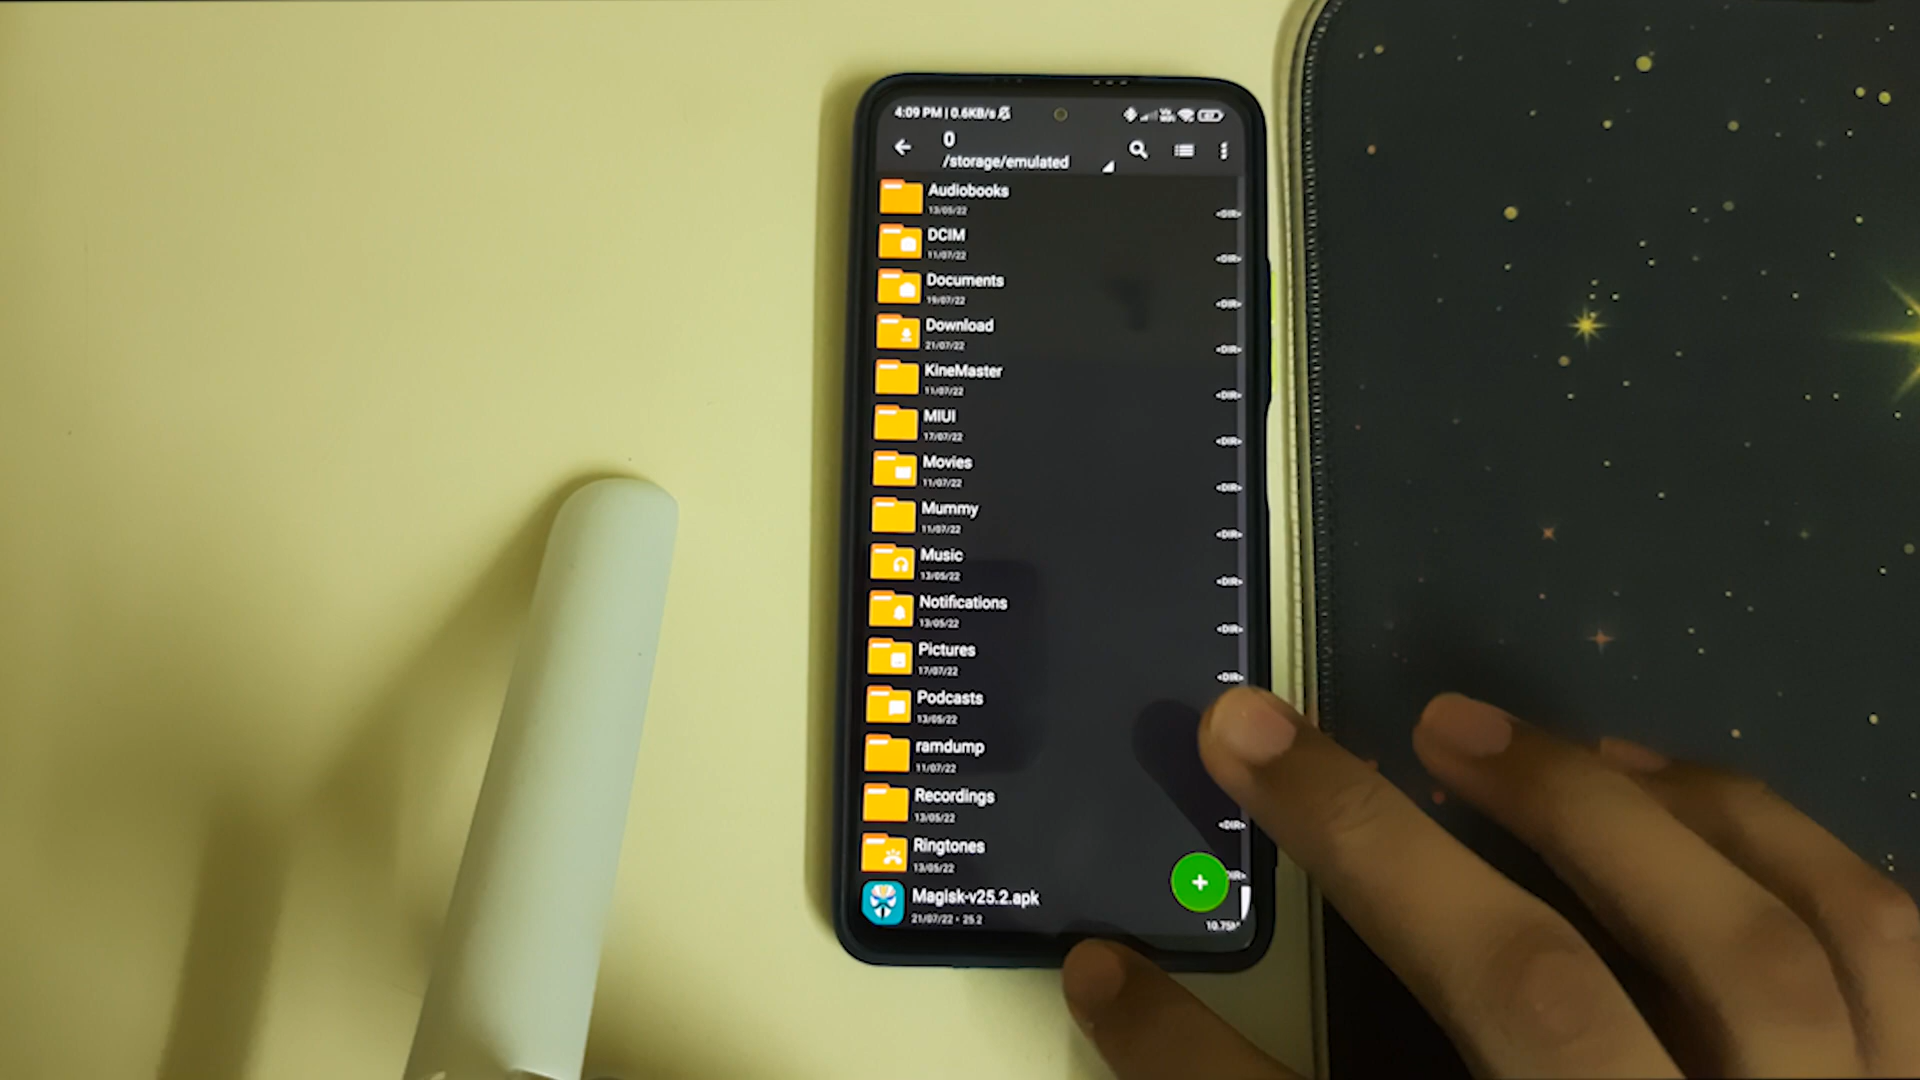 4:09 PM | 0.6KB/s
0
/storage/emulated
Audiobooks
13/05/22
<DIR>
DCIM
11/07/22
<DIR>
Documents
19/07/22
<DIR>
Download
21/07/22
<DIR>
KineMaster
11/07/22
<DIR>
MIUI
17/07/22
<DIR>
Movies
11/07/22
<DIR>
Mummy
11/07/22
<DIR>
Music
13/05/22
<DIR>
Notifications
13/05/22
<DIR>
Pictures
17/07/22
<DIR>
Podcasts
13/05/22
ramdump
11/07/22
Recordings
13/05/22
<DIR>
Ringtones
13/05/22
DIR>
Magisk-v25.2.apk
21/07/22 • 25.2
10.75M